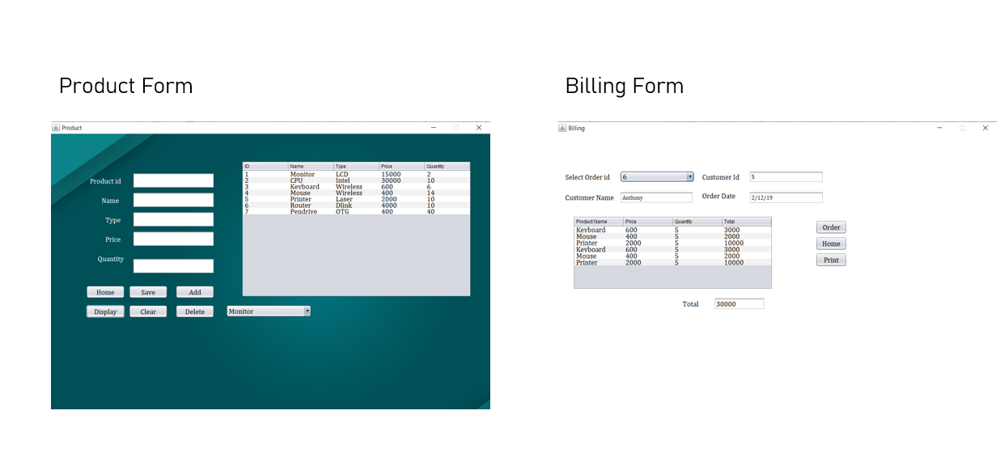 Product Form
Product
Product id
Name
Type
Price
Quantity
Home Save Add
Display Clear Delete
ID Name Type Price Quantity
1 Monitor LCD 15000 2
2 CPU Intel 30000 10
3 Keyboard Wireless 600 6
4 Mouse Wireless 400 14
5 Printer Laser 2000 10
6 Router Dlink 4000 10
7 Pendrive OTG 400 40
Monitor
Billing Form
Billing
Select Order id 6 Customer Id 5
Customer Name Anthony Order Date 2/12/19
Product Name Price Quantity Total
Keyboard 600 5 3000
Mouse 400 5 2000
Printer 2000 5 10000
Keyboard 600 5 3000
Mouse 400 5 2000
Printer 2000 5 10000
Order
Home
Print
Total 30000